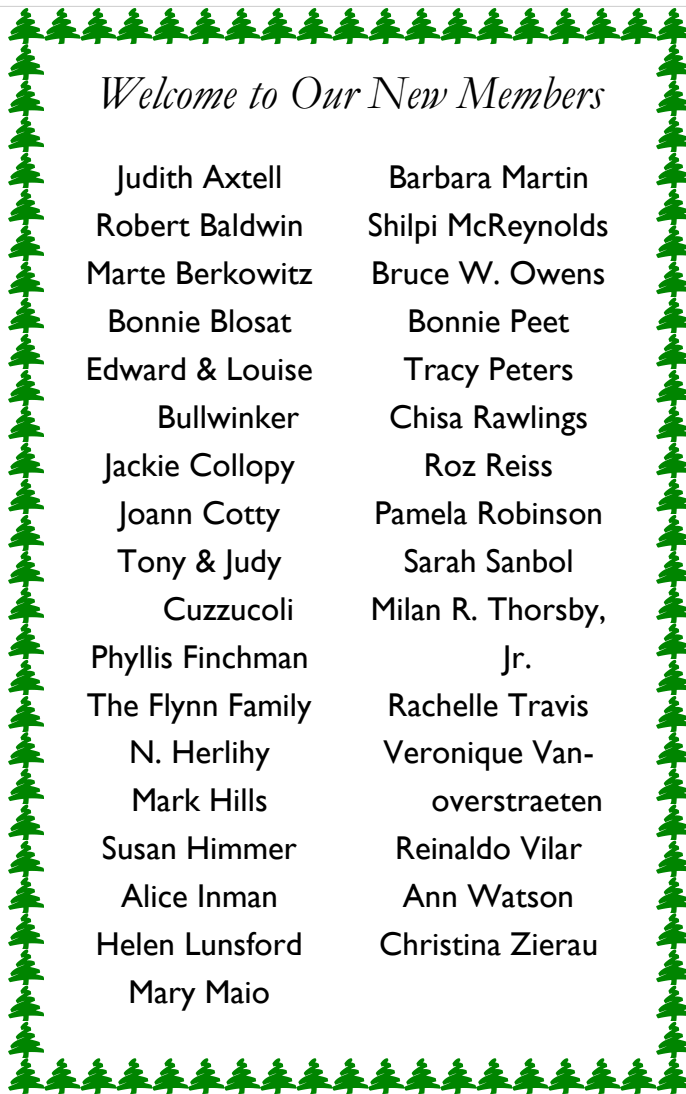 Welcome to Our New Members
Judith Axtell
Robert Baldwin
Marte Berkowitz
Bonnie Blosat
Edward & Louise
Bullwinker
Jackie Collopy
Joann Cotty
Tony & Judy
Cuzzucoli
Phyllis Finchman
The Flynn Family
N. Herlihy
Mark Hills
Susan Himmer
Alice Inman
Helen Lunsford
Mary Maio
Barbara Martin
Shilpi McReynolds
Bruce W. Owens
Bonnie Peet
Tracy Peters
Chisa Rawlings
Roz Reiss
Pamela Robinson
Sarah Sanbol
Milan R. Thorsby,
Jr.
Rachelle Travis
Veronique Van-
overstraeten
Reinaldo Vilar
Ann Watson
Christina Zierau